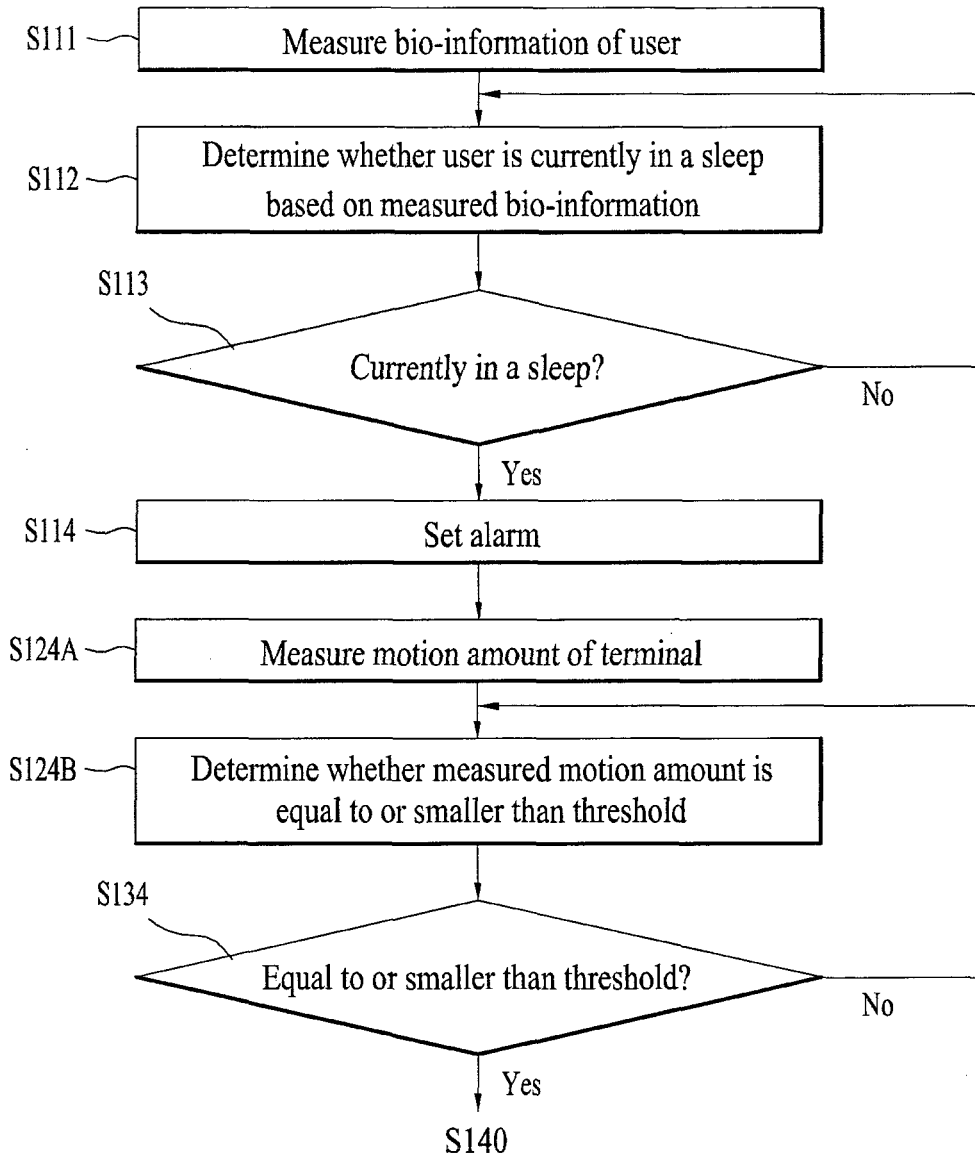 S111
Measure bio-information of user
S112
Determine whether user is currently in a sleep
based on measured bio-information
S113
Currently in a sleep?
No
Yes
S114
Set alarm
S124A
Measure motion amount of terminal
S124B
Determine whether measured motion amount is
equal to or smaller than threshold
S134
Equal to or smaller than threshold?
No
Yes
S140